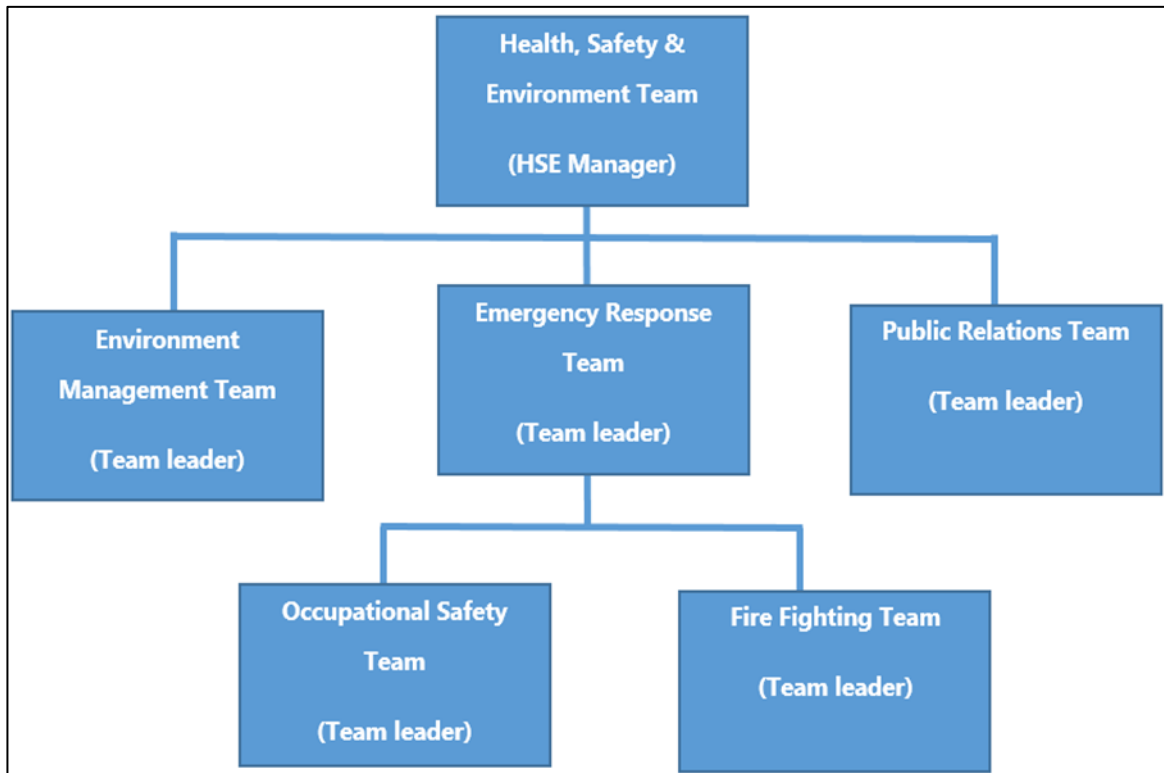 Health, Safety &
Environment Team
(HSE Manager)
Environment
Management Team
(Team leader)
Emergency Response
Team
(Team leader)
Public Relations Team
(Team leader)
Occupational Safety
Team
(Team leader)
Fire Fighting Team
(Team leader)